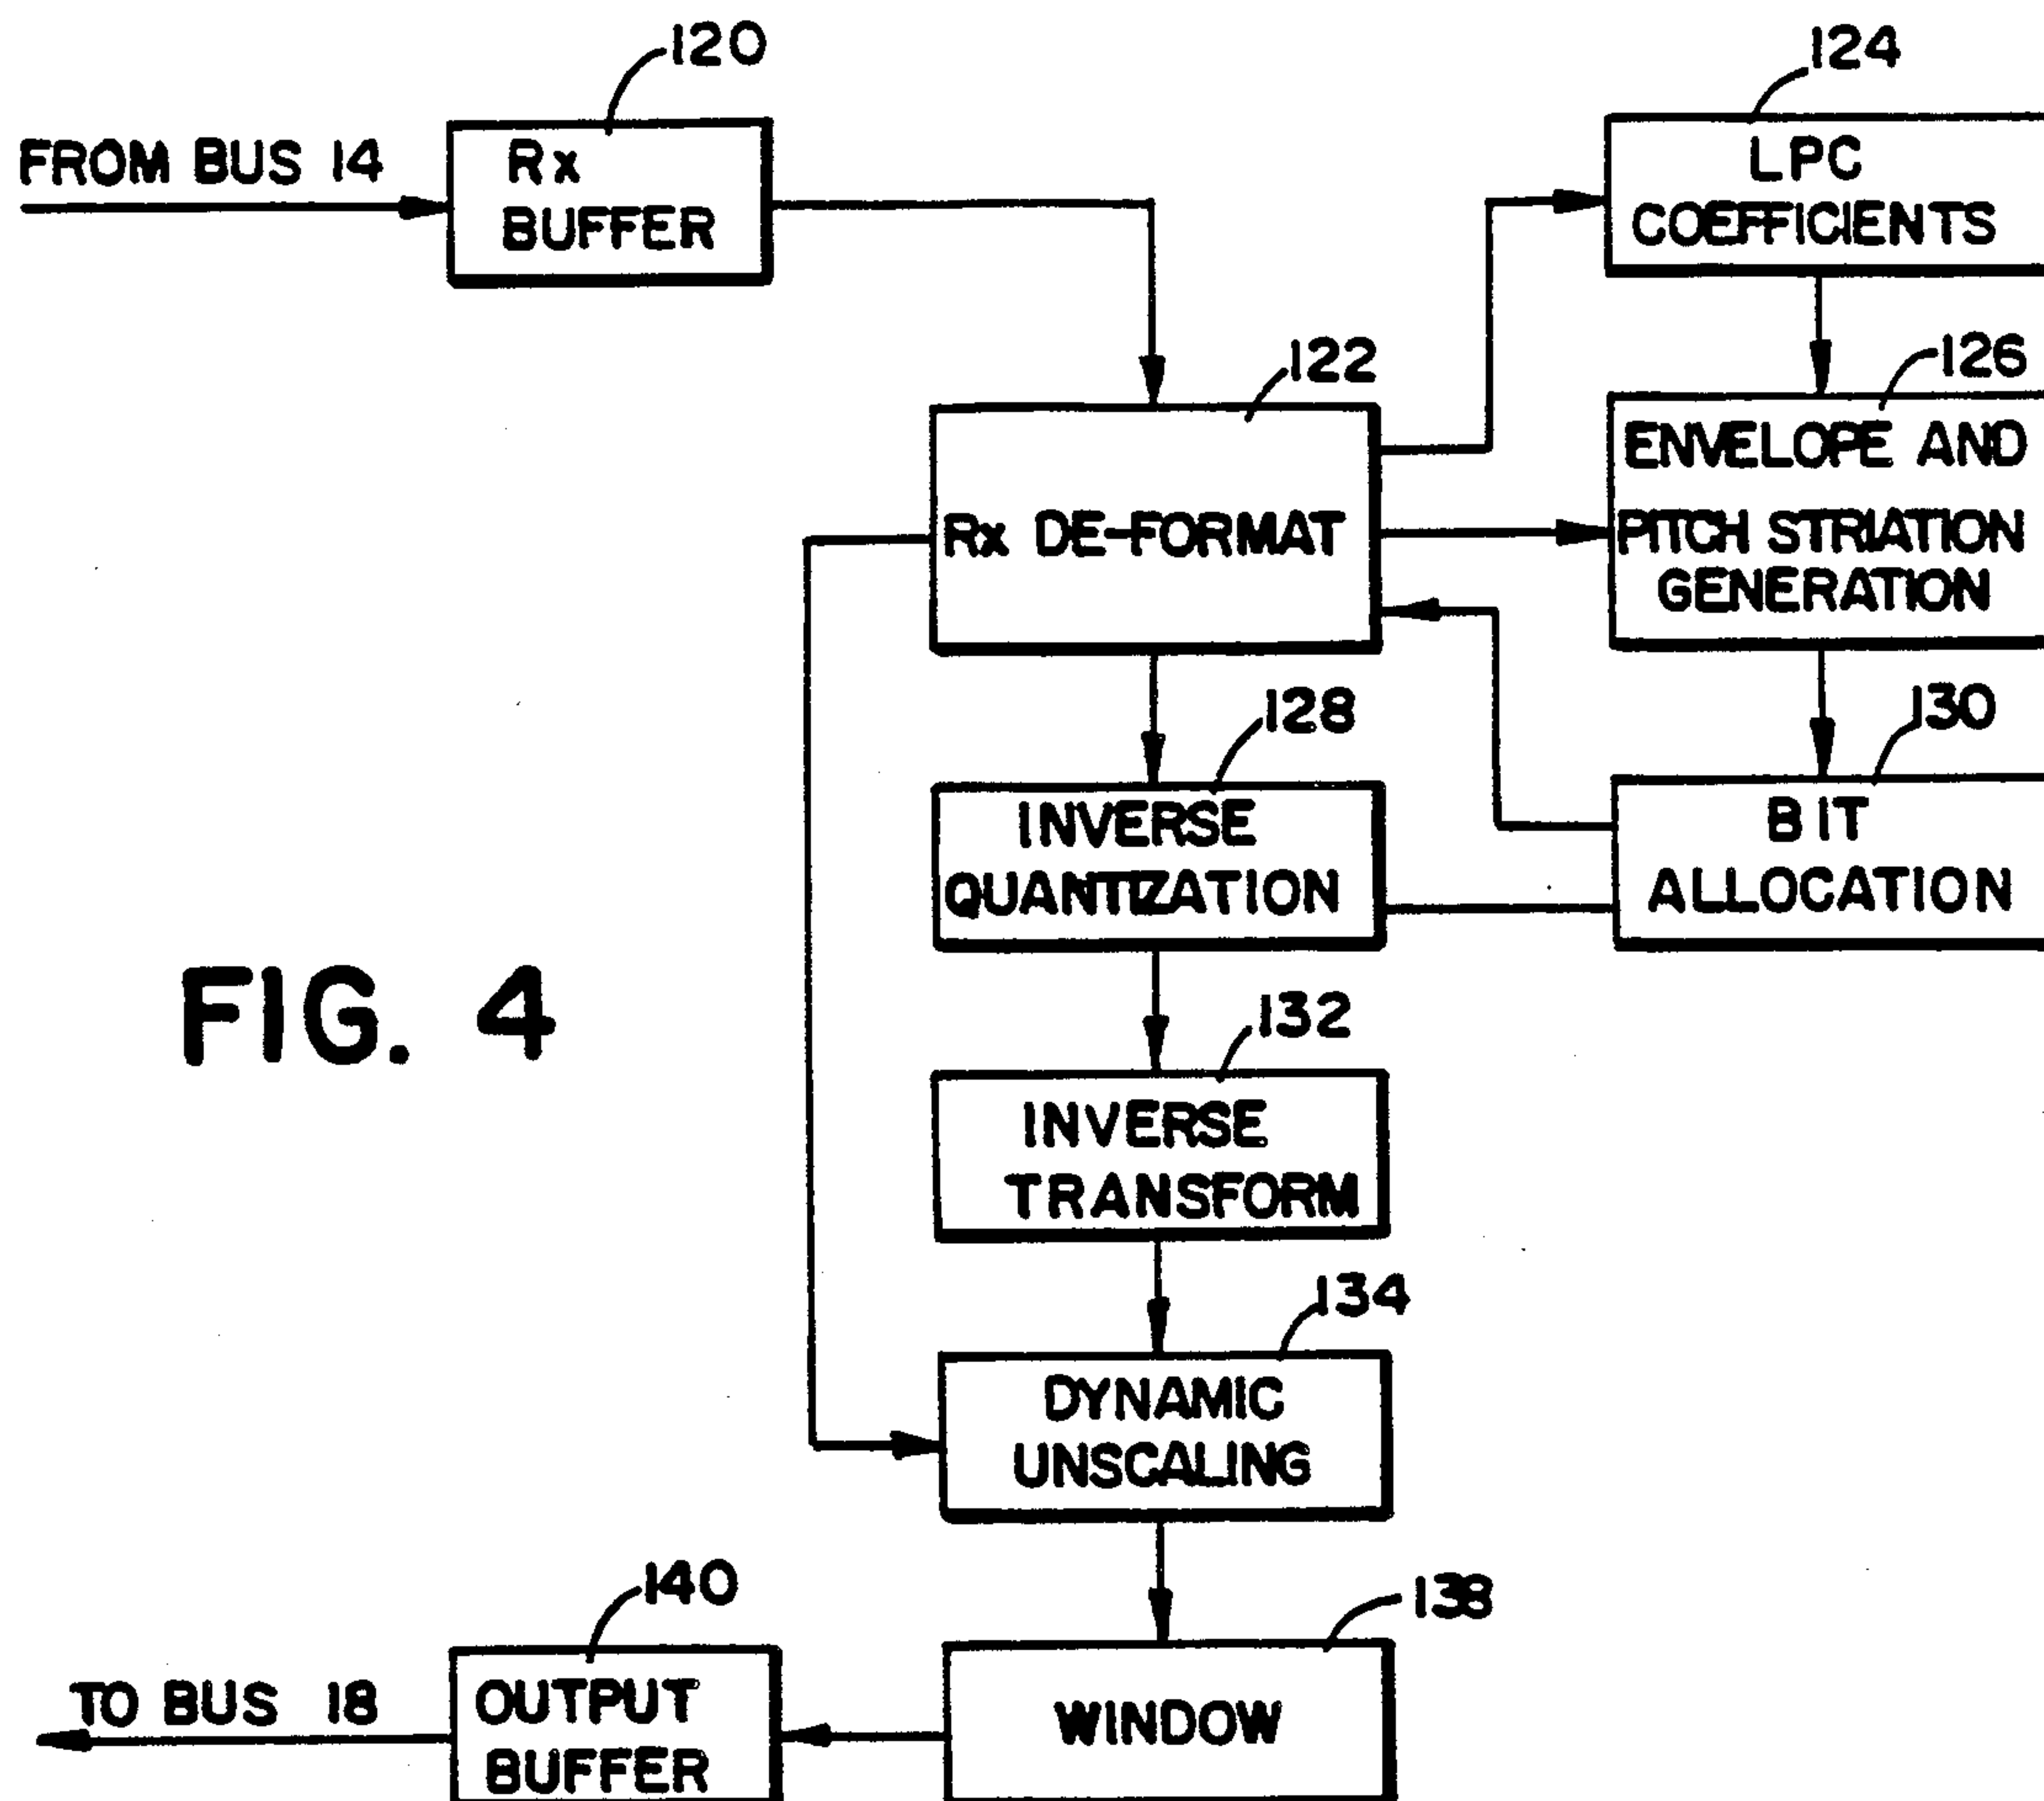 120
124
FROM BUS 14
Rx
BUFFER
LPC
COEFFICIENTS
122
126
Rx DE-FORMAT
ENVELOPE AND
PITCH STRIATION
GENERATION
128
130
INVERSE
QUANTIZATION
BIT
ALLOCATION
FIG. 4
132
INVERSE
TRANSFORM
134
DYNAMIC
UNSCALING
140
138
TO BUS 18
OUTPUT
BUFFER
WINDOW